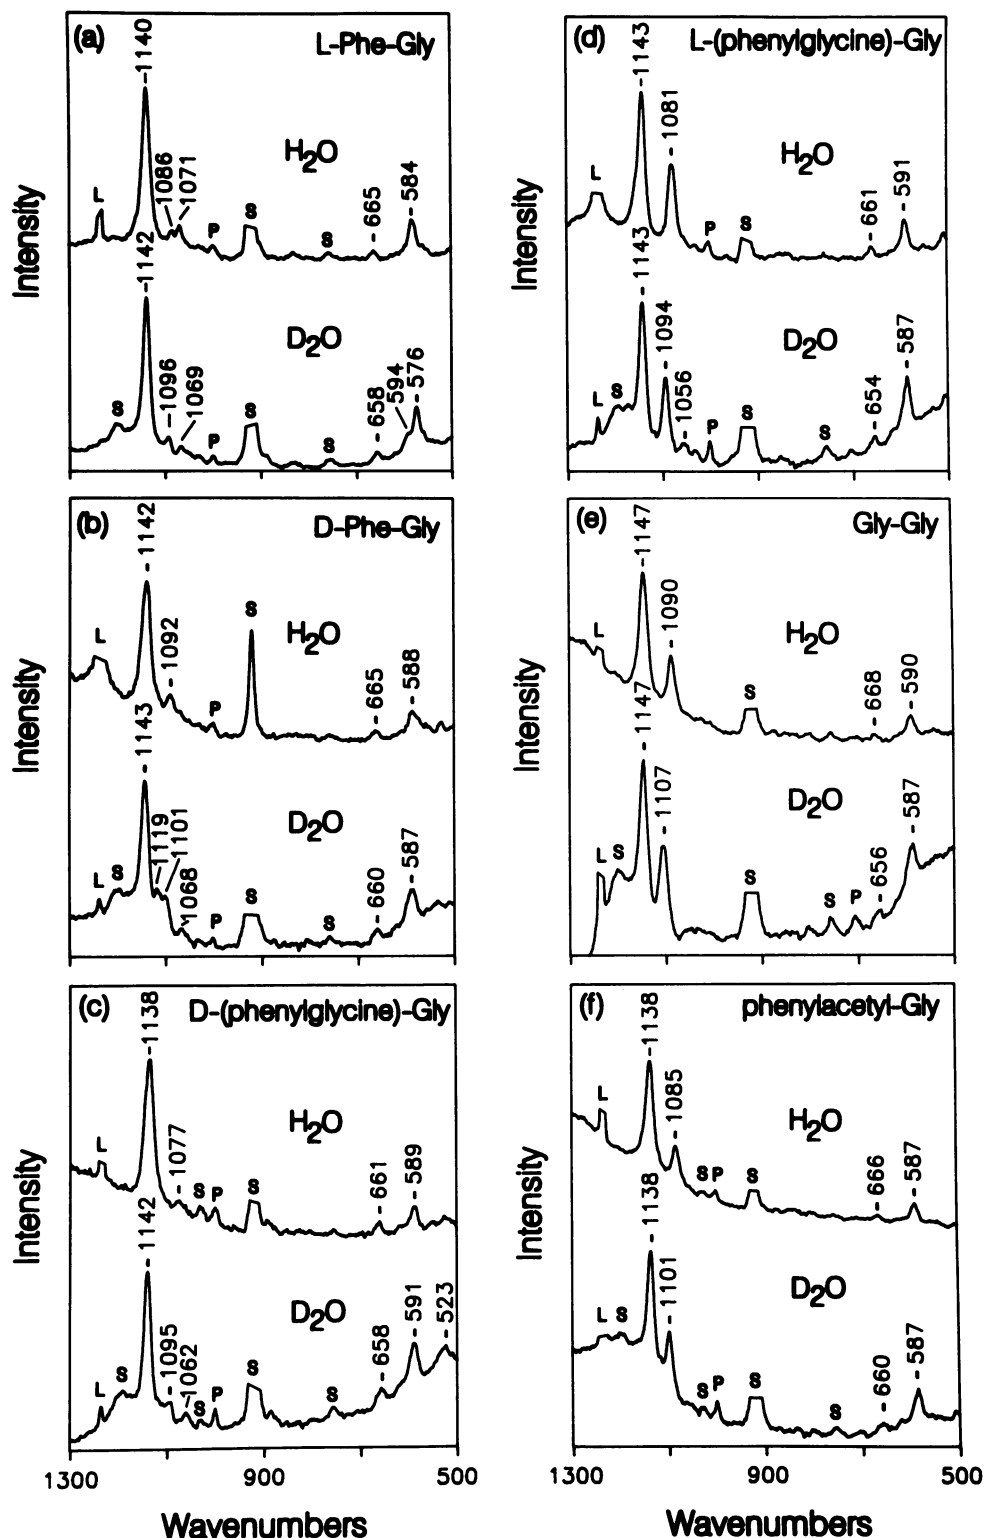 (a)
L-Phe-Gly
1140
1086
1071
H2O
L
P
S
S
665
584
1142
D2O
S
1096
1069
P
S
S
658
594
576
Intensity
(b)
D-Phe-Gly
1142
L
1092
H2O
P
S
665
588
1143
1119
1101
1068
D2O
L
S
P
S
S
660
587
Intensity
(c)
D-(phenylglycine)-Gly
1138
L
1077
H2O
S
P
S
661
589
1142
D2O
L
S
1095
1062
S
P
S
S
658
591
523
Intensity
1300
900
500
Wavenumbers
(d)
L-(phenylglycine)-Gly
1143
1081
H2O
L
P
S
661
591
1143
1094
1056
D2O
L
S
P
S
S
654
587
Intensity
(e)
Gly-Gly
1147
1090
H2O
L
S
668
590
1147
1107
D2O
L
S
S
S
P
656
587
Intensity
(f)
phenylacetyl-Gly
1138
1085
H2O
L
S
P
S
666
587
1138
1101
D2O
L
S
S
P
S
S
660
587
Intensity
1300
900
500
Wavenumbers